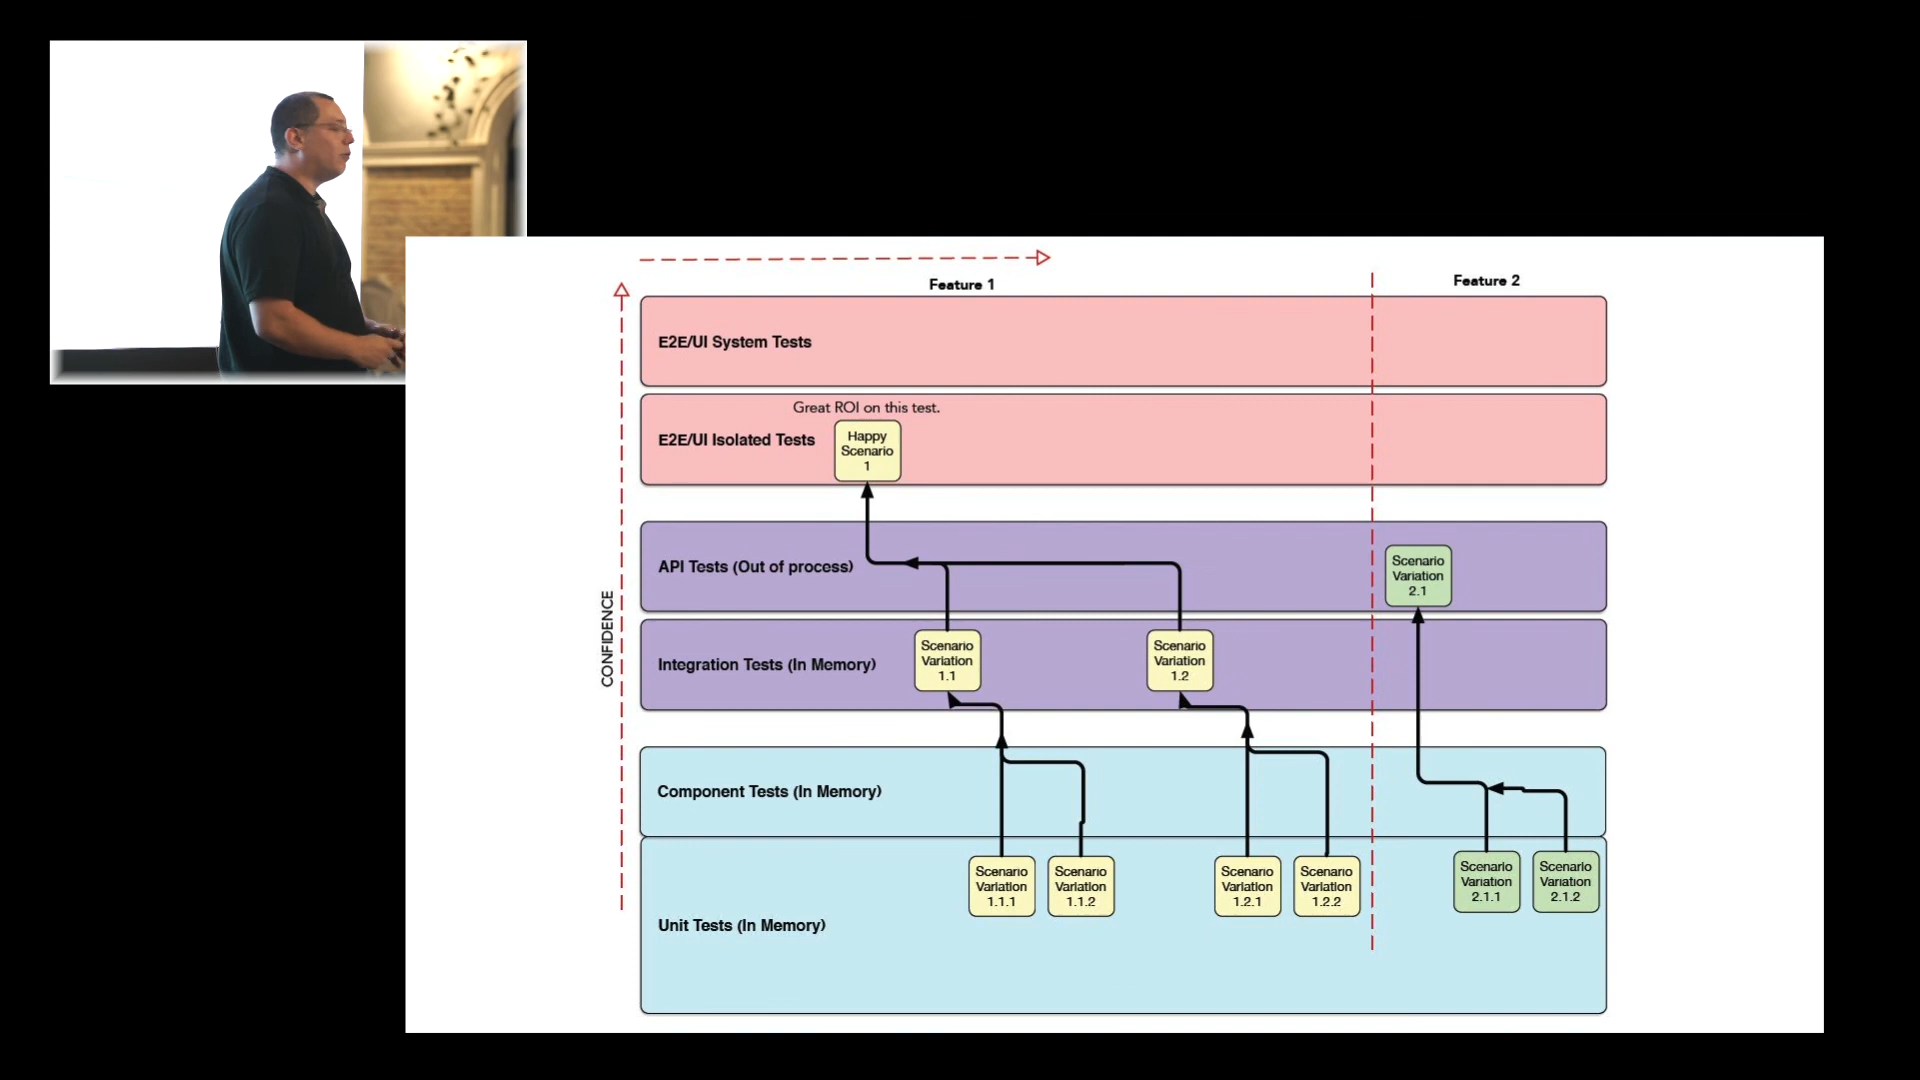 Feature 1
Feature 2
E2E/UI System Tests
Great ROI on this test.
E2E/UI Isolated Tests
Happy
Scenario
1
API Tests (Out of process)
Scenario
Variation
2.1
CONFIDENCE
Integration Tests (In Memory)
Scenario
Variation
1.1
Scenario
Variation
1.2
Component Tests (In Memory)
Scenario
Variation
1.1.1
Scenario
Variation
1.1.2
Scenario
Variation
1.2.1
Scenario
Variation
1.2.2
Scenario
Variation
2.1.1
Scenario
Variation
2.1.2
Unit Tests (In Memory)